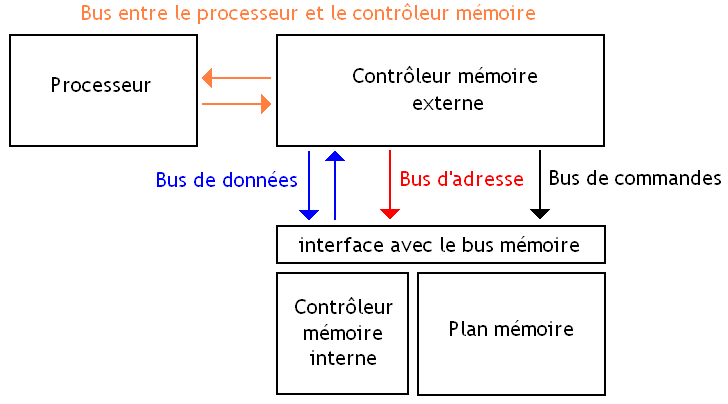 Bus entre le processeur et le contrôleur mémoire
Processeur
Contrôleur mémoire
externe
Bus de données
Bus d'adresse
Bus de commandes
interface avec le bus mémoire
Contrôleur
mémoire
interne
Plan mémoire